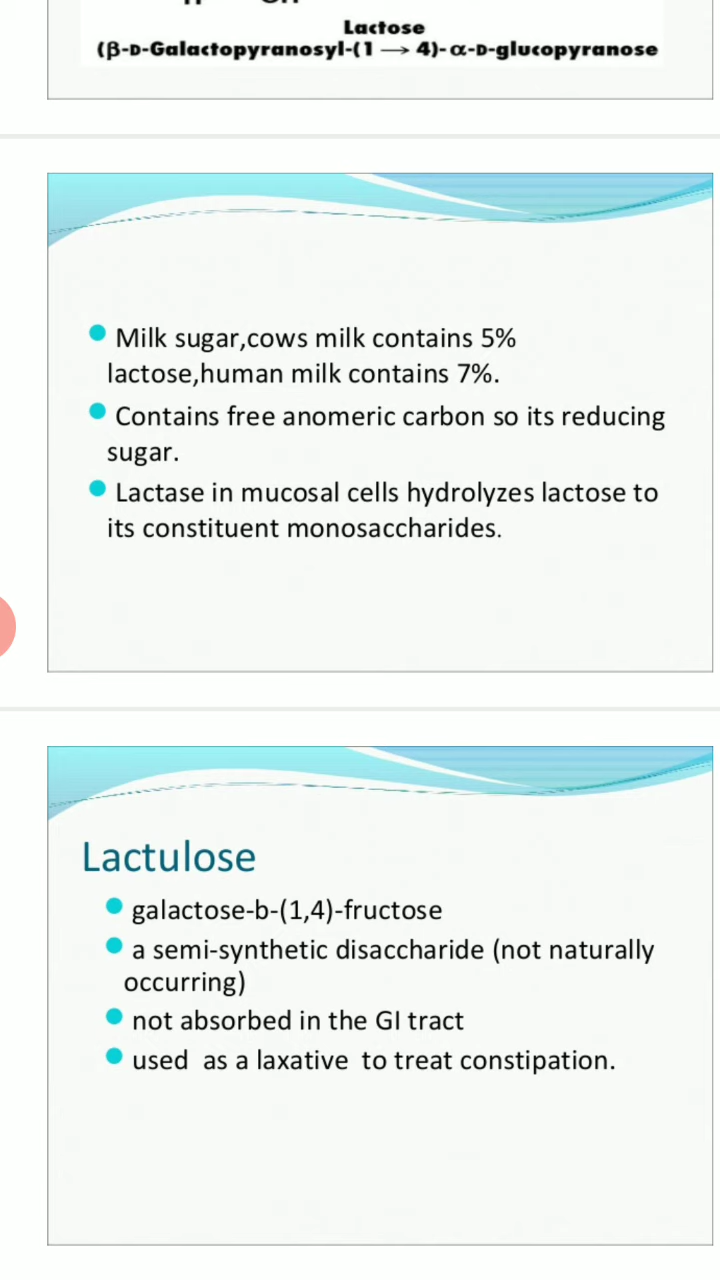 Lactose
(β-D-Galactopyranosyl-(1 → 4)-α-D-glucopyranose
Milk sugar,cows milk contains 5%
lactose,human milk contains 7%.
Contains free anomeric carbon so its reducing
sugar.
Lactase in mucosal cells hydrolyzes lactose to
its constituent monosaccharides.
Lactulose
galactose-b-(1,4)-fructose
a semi-synthetic disaccharide (not naturally
occurring)
not absorbed in the GI tract
used  as a laxative  to treat constipation.